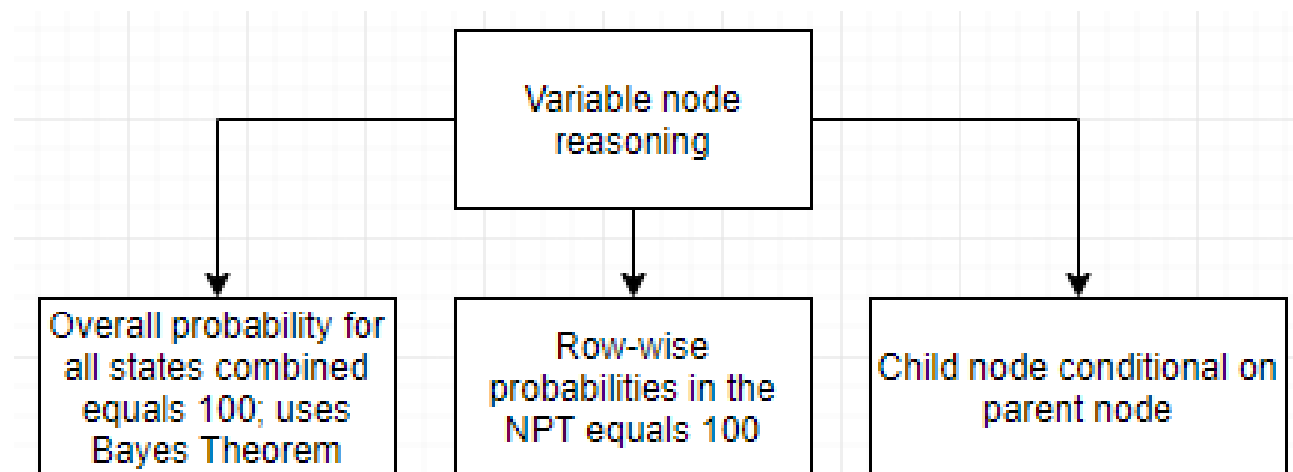 Variable node
reasoning
Overall probability for
all states combined
equals 100; uses
Bayes Theorem
Row-wise
probabilities in the
NPT equals 100
Child node conditional on
parent node